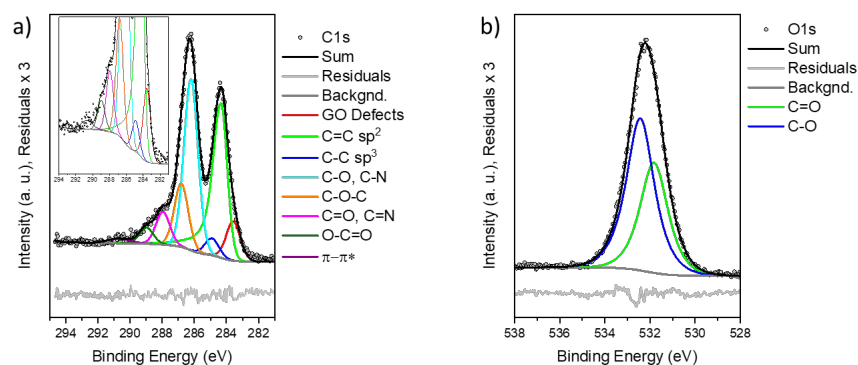 a)
Intensity (a. u.), Residuals x 3
294 292 290 288 286 284 282
C1s
Sum
Residuals
Backgnd.
GO Defects
C=C sp²
C-C sp³
C-O, C-N
C-O-C
C=O, C=N
O-C=O
π−π*
294 292 290 288 286 284 282
Binding Energy (eV)
b)
Intensity (a. u.), Residuals x 3
O1s
Sum
Residuals
Backgnd.
C=O
C-O
538 536 534 532 530 528
Binding Energy (eV)